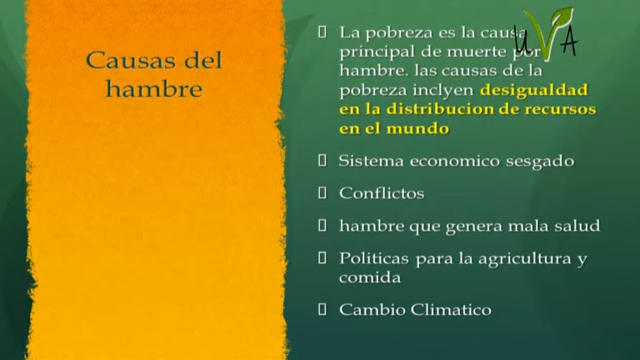 Causas del
hambre
La pobreza es la causa
principal de muerte por
hambre. las causas de la
pobreza inclyen desigualdad
en la distribucion de recursos
en el mundo
Sistema economico sesgado
Conflictos
hambre que genera mala salud
Politicas para la agricultura y
comida
Cambio Climatico
UVA